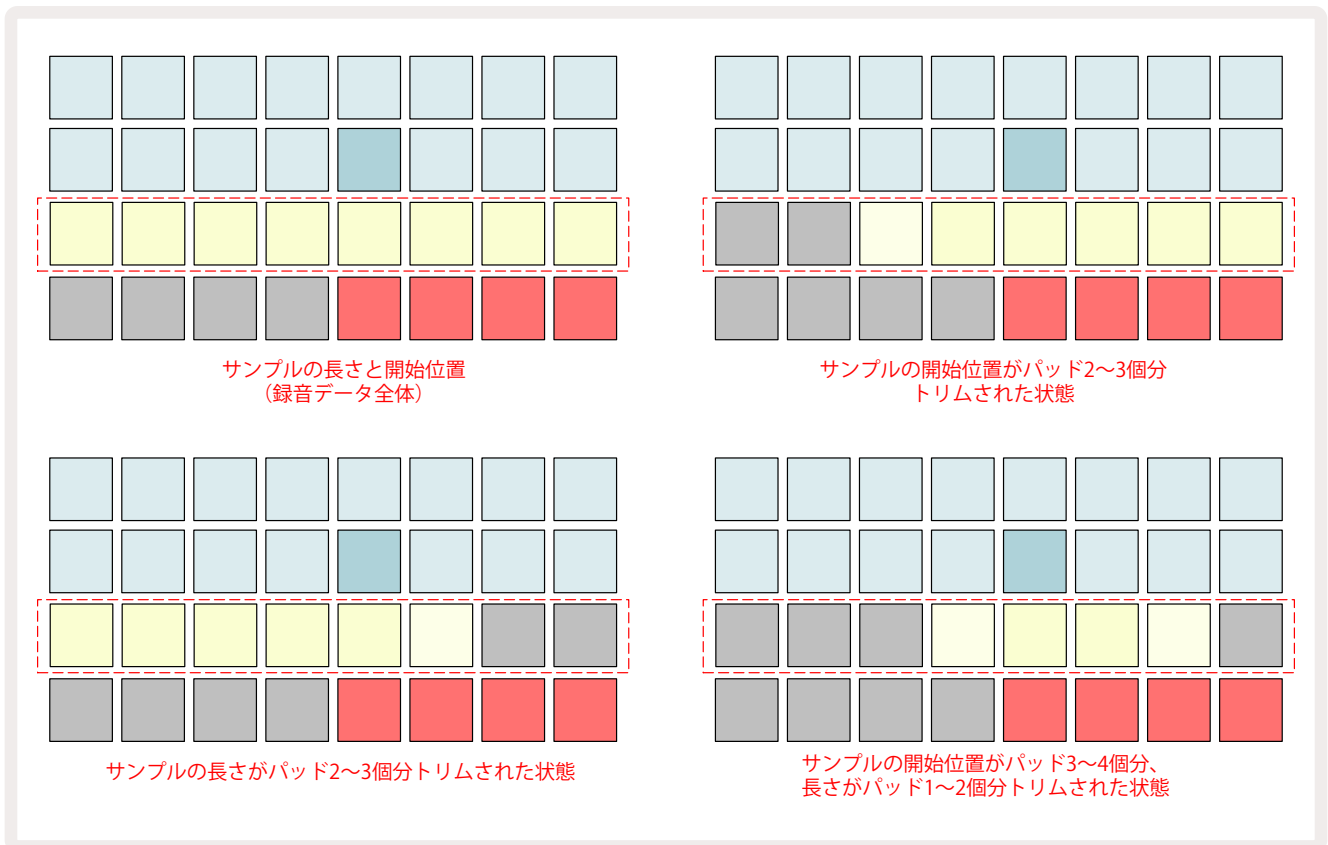 サンプルの長さと開始位置
（録音データ全体）
サンプルの開始位置がパッド2〜3個分
トリムされた状態
サンプルの長さがパッド2〜3個分トリムされた状態
サンプルの開始位置がパッド3〜4個分、
長さがパッド1〜2個分トリムされた状態